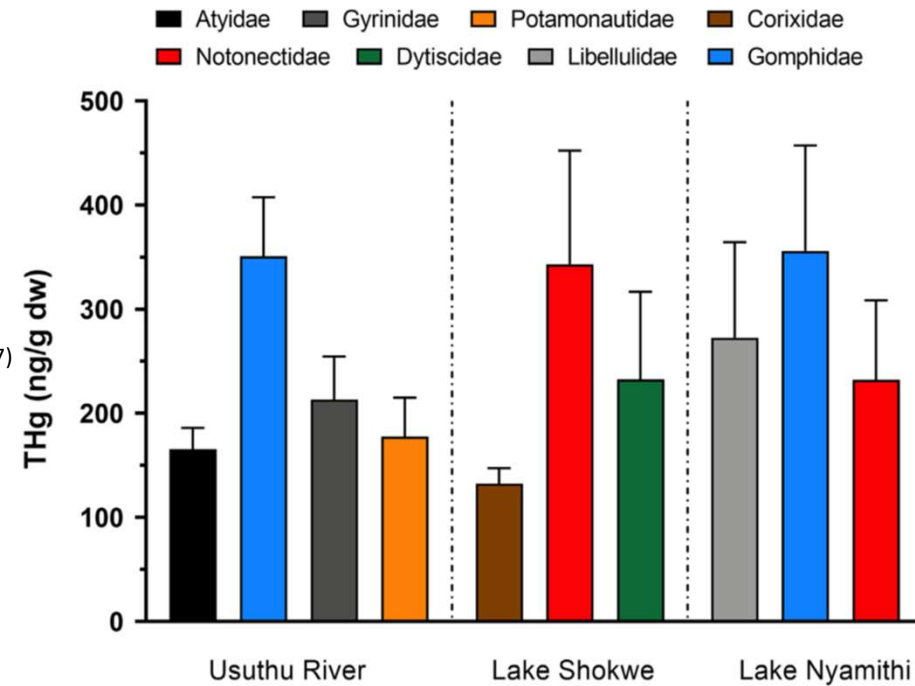 Atyidae Gyrinidae Potamonautidae Corixidae
Notonectidae Dytiscidae Libellulidae Gomphidae
500
400
300
200
100
0
7)
THg (ng/g dw)
Usuthu River Lake Shokwe Lake Nyamithi